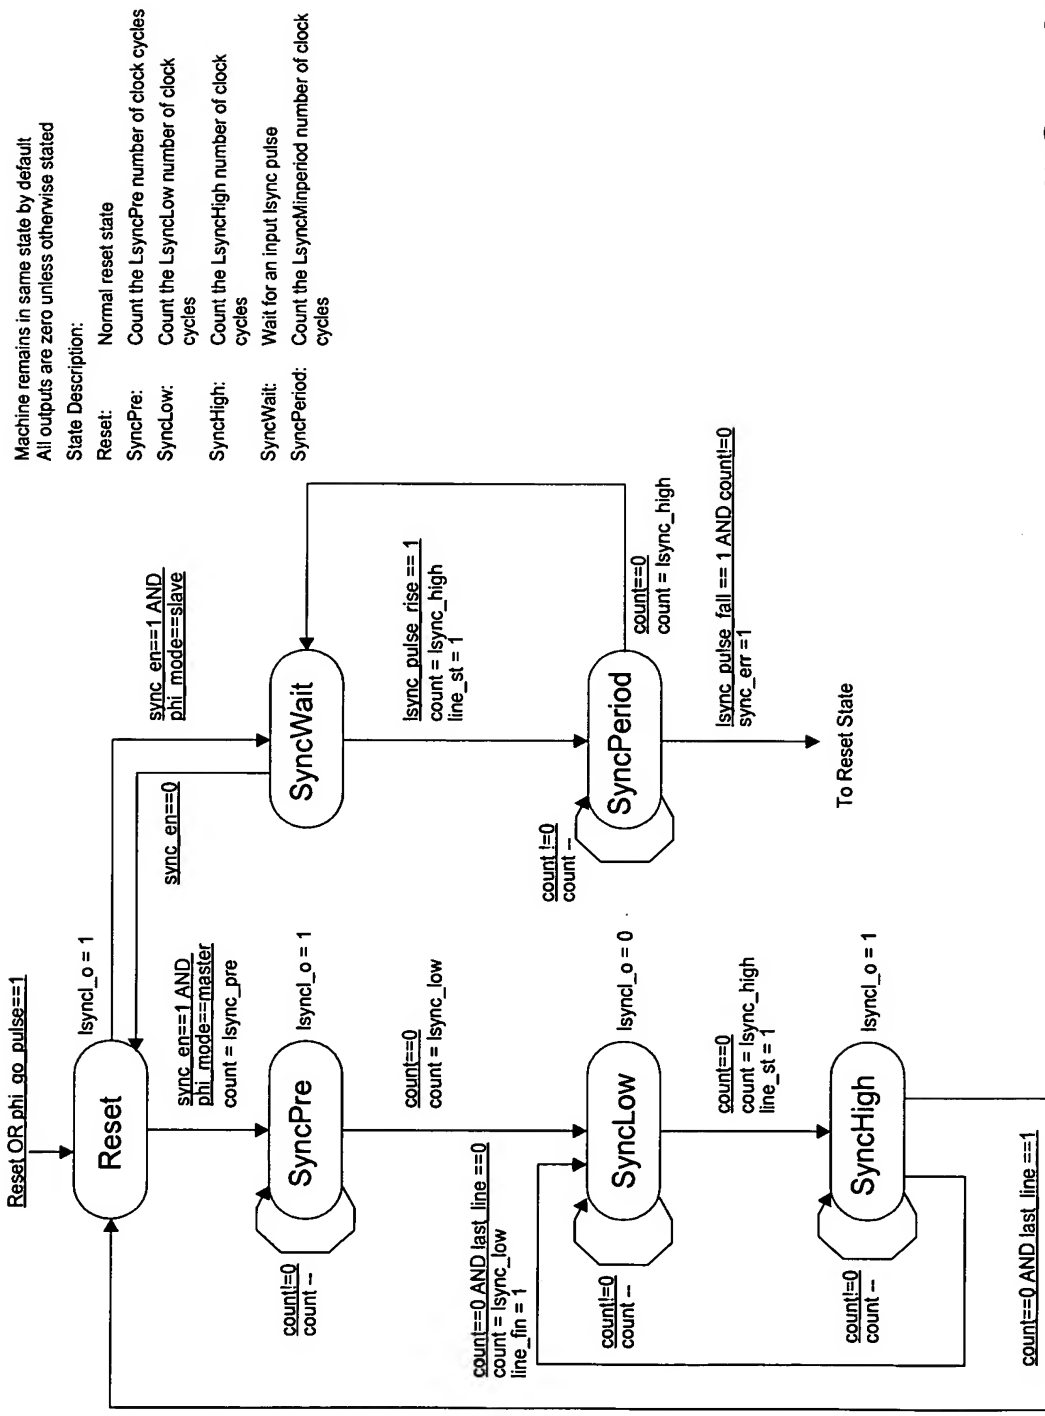 Machine remains in same state by default
All outputs are zero unless otherwise stated
State Description:
Reset: Normal reset state
SyncPre: Count the LsyncPre number of clock cycles
SyncLow: Count the LsyncLow number of clock
cycles
SyncHigh: Count the LsyncHigh number of clock
cycles
SyncWait: Wait for an input lsync pulse
SyncPeriod: Count the LsyncMinperiod number of clock
cycles
Reset OR phi_go_pulse==1
Reset
lsyncl_o = 1
sync_en==1 AND
phi_mode==slave
sync_en==0
sync_en==1 AND
phi_mode==master
count = lsync_pre
SyncPre
lsyncl_o = 1
count!=0
count --
count==0
count = lsync_low
SyncWait
lsync_pulse_rise == 1
count = lsync_high
line_st = 1
count==0 AND last_line ==0
count = lsync_low
line_fin = 1
SyncLow
lsyncl_o = 0
count!=0
count --
count==0
count = lsync_high
line_st = 1
SyncPeriod
count !=0
count --
count==0
count = lsync_high
lsync_pulse_fall == 1 AND count!=0
sync_err =1
To Reset State
SyncHigh
lsyncl_o = 1
count!=0
count --
count==0 AND last_line ==1